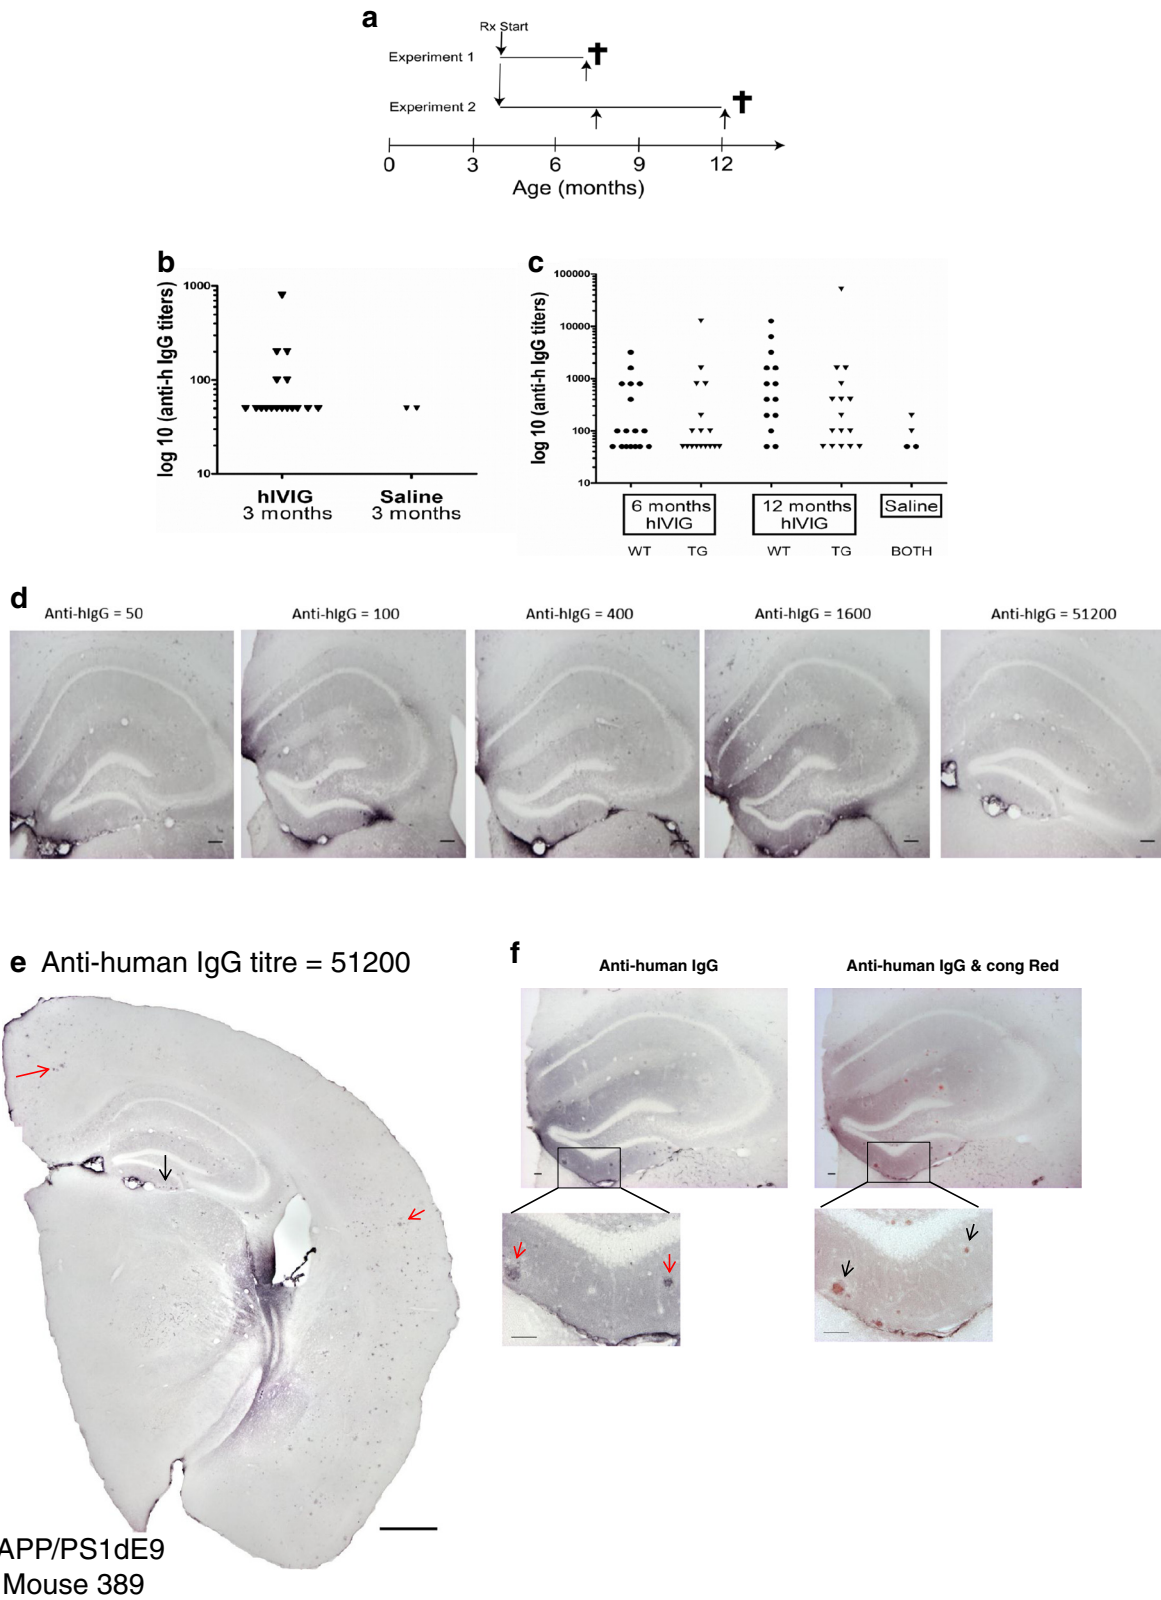 a
Rx Start
Experiment 1
Experiment 2
0 3 6 9 12
Age (months)
b
log 10 (anti-h IgG titers)
1000
100
10
hIVIG
3 months
Saline
3 months
c
log 10 (anti-h IgG titers)
100000
10000
1000
100
10
6 months
hIVIG
12 months
hIVIG
Saline
WT TG WT TG BOTH
d
Anti-hIgG = 50
Anti-hIgG = 100
Anti-hIgG = 400
Anti-hIgG = 1600
Anti-hIgG = 51200
e Anti-human IgG titre = 51200
APP/PS1dE9
Mouse 389
f
Anti-human IgG
Anti-human IgG & cong Red